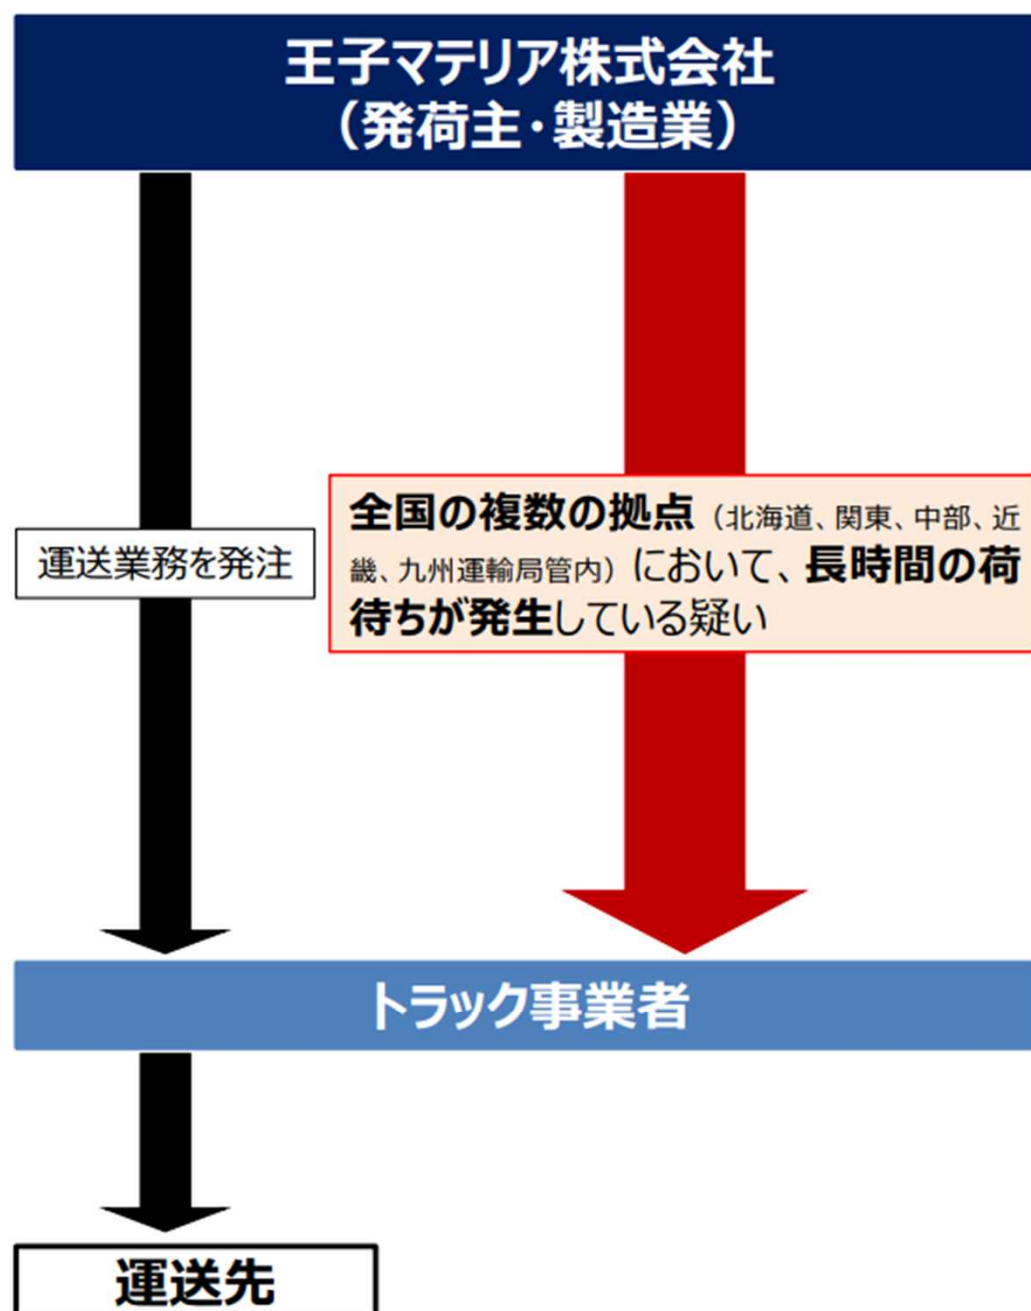 王子マテリア株式会社
（発荷主・製造業）
運送業務を発注
全国の複数の拠点（北海道、関東、中部、近
畿、九州運輸局管内）において、長時間の荷
待ちが発生している疑い
トラック事業者
運送先